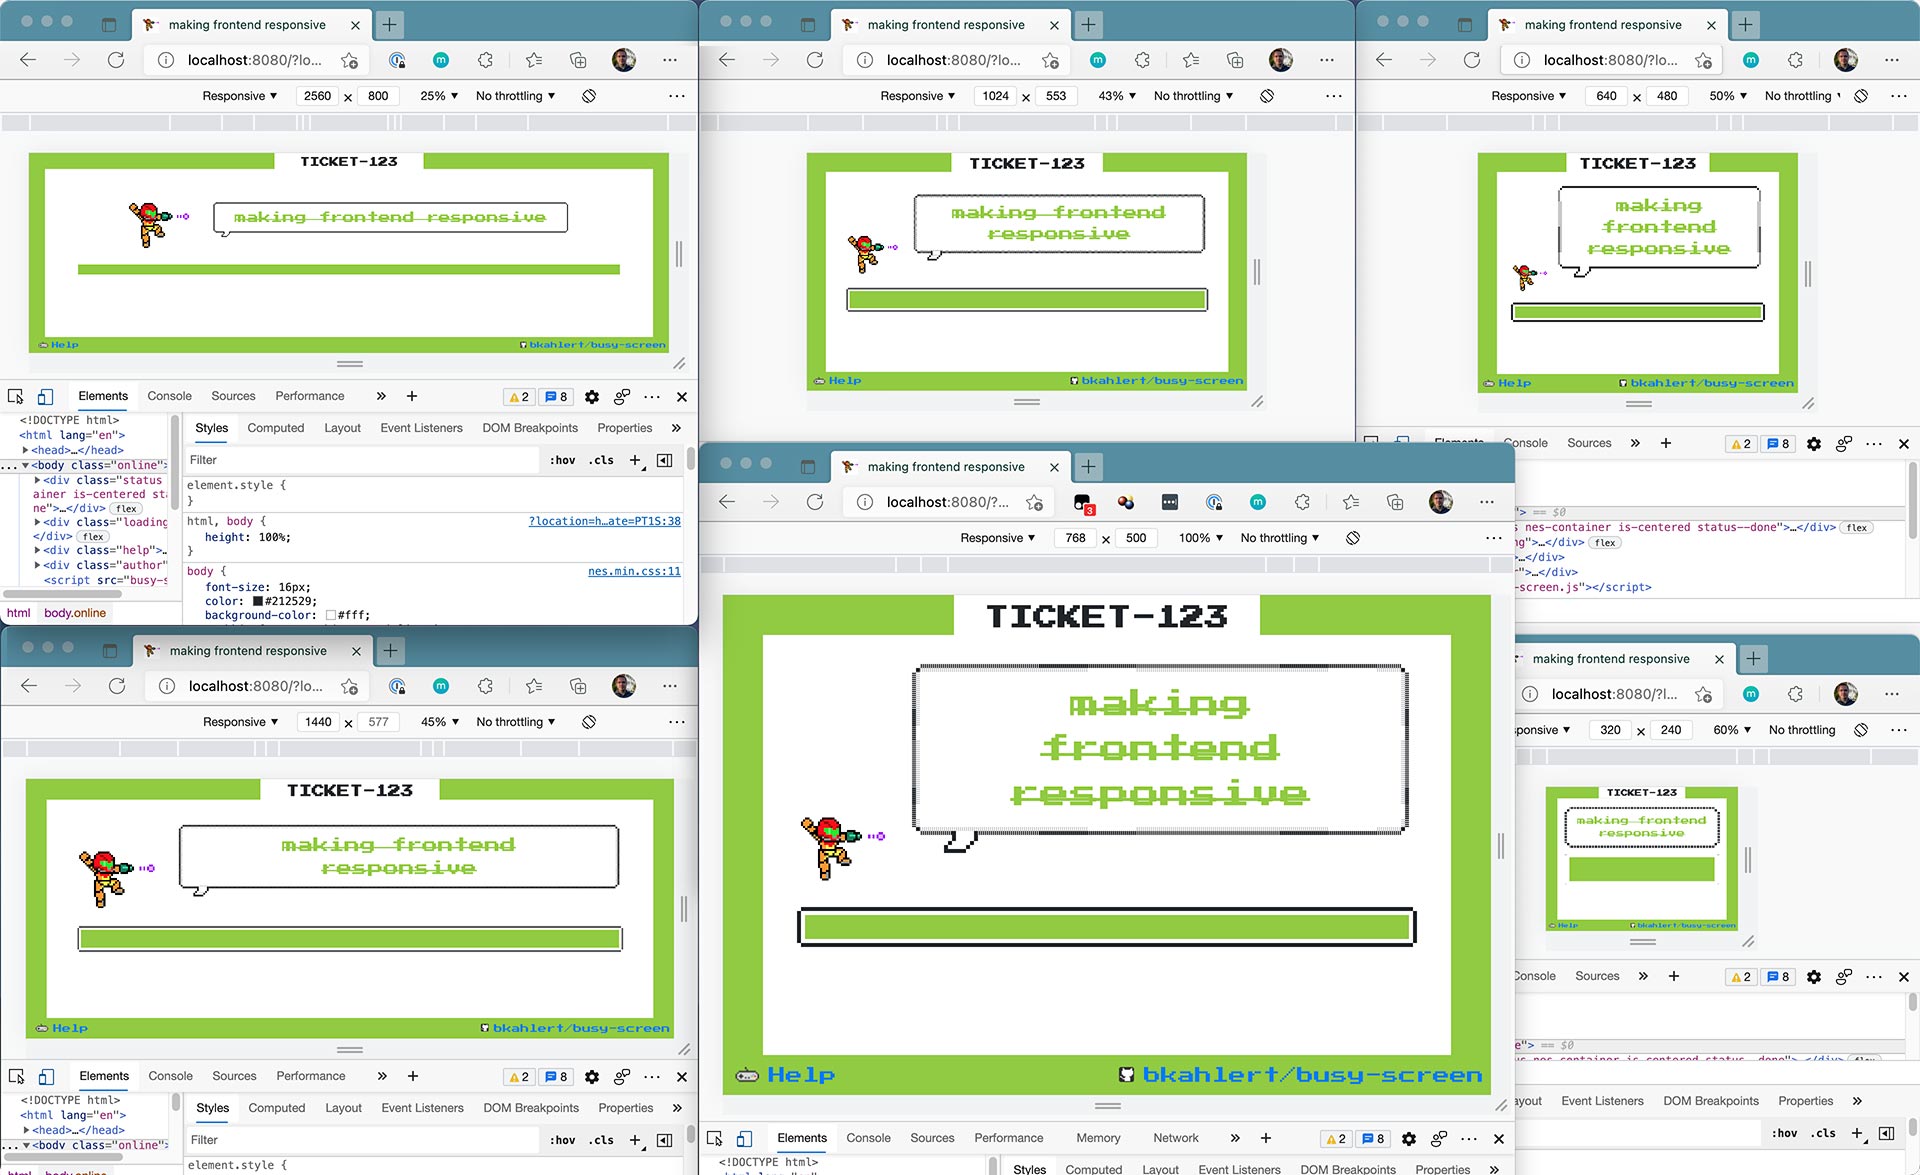 making frontend responsive
localhost:8080/?lo...
Responsive
2560 × 800
25%
No throttling
TICKET-123
making frontend responsive
Help
bkahlert/busy-screen
Elements
Console
Sources
Performance
2
8
<!DOCTYPE html>
<html lang="en">
<head>…</head>
<body class="online">
<div class="status
ainer is-centered sta
ne">…</div> flex
<div class="loading
</div> flex
<div class="help">…
<div class="author"
<script src="busy-s
html body.online
Styles
Computed
Layout
Event Listeners
DOM Breakpoints
Properties
Filter
:hov .cls
element.style {
}
html, body {
?location=h…ate=PT1S:38
height: 100%;
}
body {
nes.min.css:11
font-size: 16px;
color: #212529;
background-color: #fff;
making frontend responsive
localhost:8080/?lo...
Responsive
1024 × 553
43%
No throttling
TICKET-123
making frontend
responsive
Help
bkahlert/busy-screen
making frontend responsive
localhost:8080/?lo...
Responsive
640 × 480
50%
No throttling
TICKET-123
making
frontend
responsive
Help
bkahlert/busy-screen
Elements
Console
Sources
2
8
"> == $0
s nes-container is-centered status--done">…</div> flex
ng">…</div> flex
…</div>
">…</div>
-screen.js"></script>
making frontend responsive
localhost:8080/?lo...
Responsive
1440 × 577
45%
No throttling
TICKET-123
making frontend
responsive
Help
bkahlert/busy-screen
Elements
Console
Sources
Performance
2
8
<!DOCTYPE html>
<html lang="en">
<head>…</head>
<body class="online">
html body.online
Styles
Computed
Layout
Event Listeners
DOM Breakpoints
Properties
Filter
:hov .cls
element.style {
making frontend responsive
localhost:8080/?...
3
Responsive
768 × 500
100%
No throttling
TICKET-123
making
frontend
responsive
Help
bkahlert/busy-screen
Elements
Console
Sources
Performance
Memory
Network
2
8
<!DOCTYPE html>
Styles
Computed
Layout
Event Listeners
DOM Breakpoints
Properties
making frontend responsive
localhost:8080/?l...
ponsive
320 × 240
60%
No throttling
TICKET-123
making frontend
responsive
Help
bkahlert/busy-screen
Console
Sources
2
8
e"> == $0
us nes-container is-centered status--done">…</div> flex
ayout
Event Listeners
DOM Breakpoints
Properties
:hov .cls